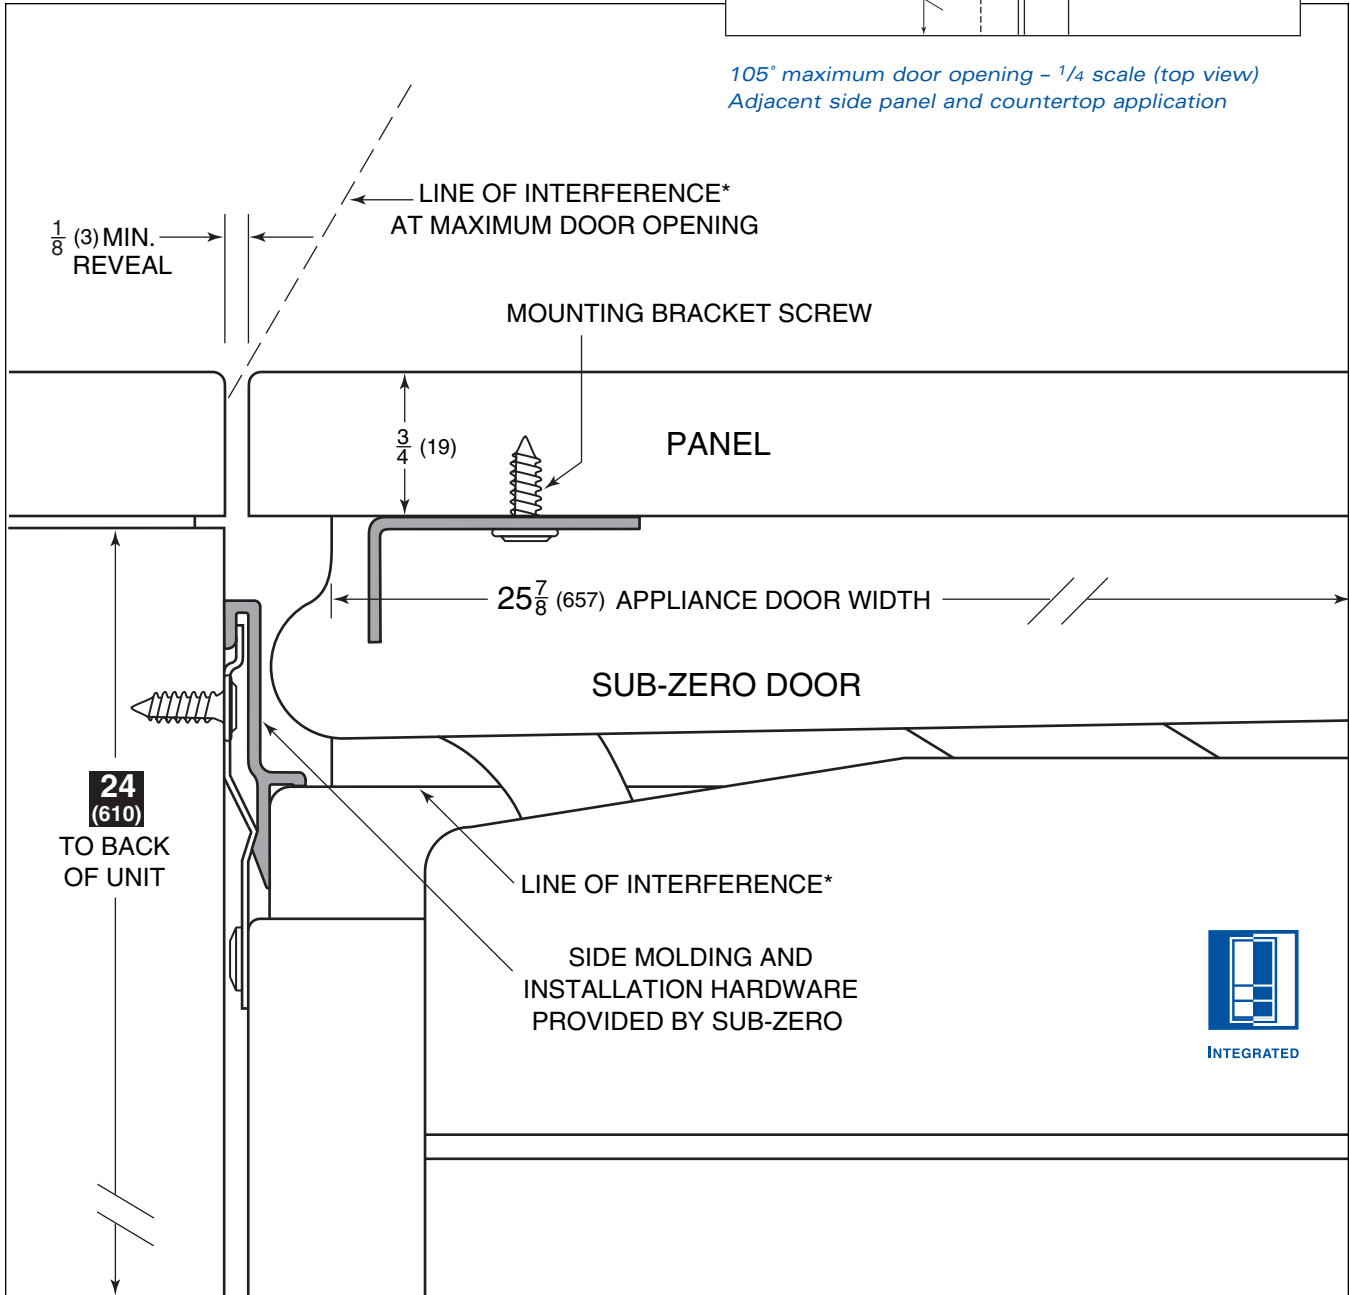 105° maximum door opening – 1/4 scale (top view)
Adjacent side panel and countertop application
LINE OF INTERFERENCE*
AT MAXIMUM DOOR OPENING
1/8 (3) MIN.
REVEAL
MOUNTING BRACKET SCREW
3/4 (19)
PANEL
25 7/8 (657) APPLIANCE DOOR WIDTH
SUB-ZERO DOOR
24
(610)
TO BACK
OF UNIT
LINE OF INTERFERENCE*
SIDE MOLDING AND
INSTALLATION HARDWARE
PROVIDED BY SUB-ZERO
INTEGRATED